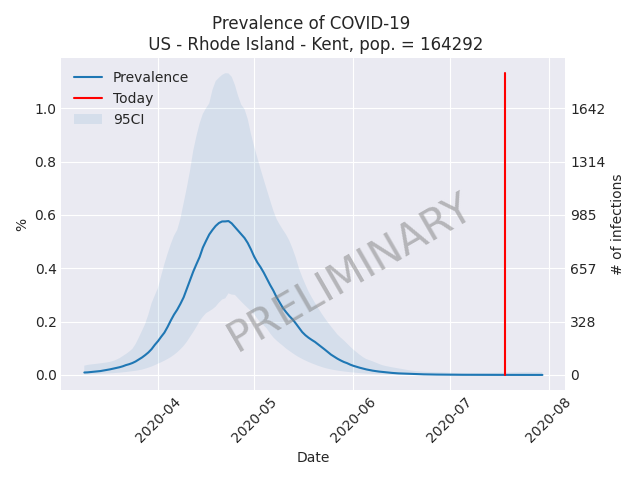 Prevalence of COVID-19
US - Rhode Island - Kent, pop. = 164292
Prevalence
Today
95CI
1.0
0.8
0.6
0.4
0.2
0.0
%
1642
1314
985
657
328
0
# of infections
PRELIMINARY
2020-04
2020-05
2020-06
2020-07
2020-08
Date